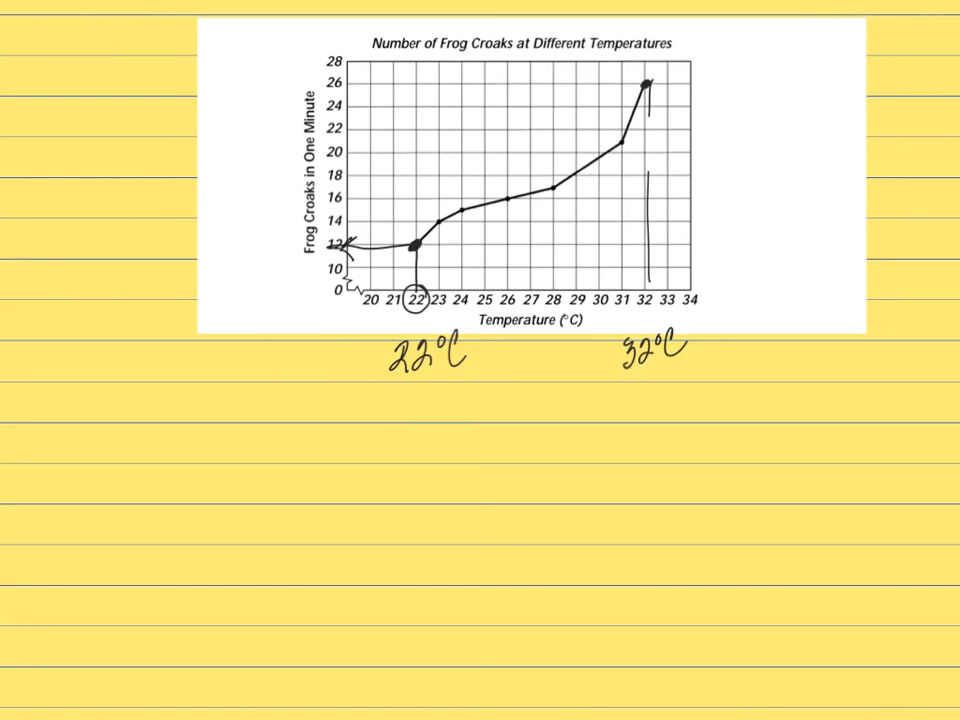 Number of Frog Croaks at Different Temperatures
Frog Croaks in One Minute
28
26
24
22
20
18
16
14
12
10
0
20 21 22 23 24 25 26 27 28 29 30 31 32 33 34
Temperature (°C)
22°C 32°C